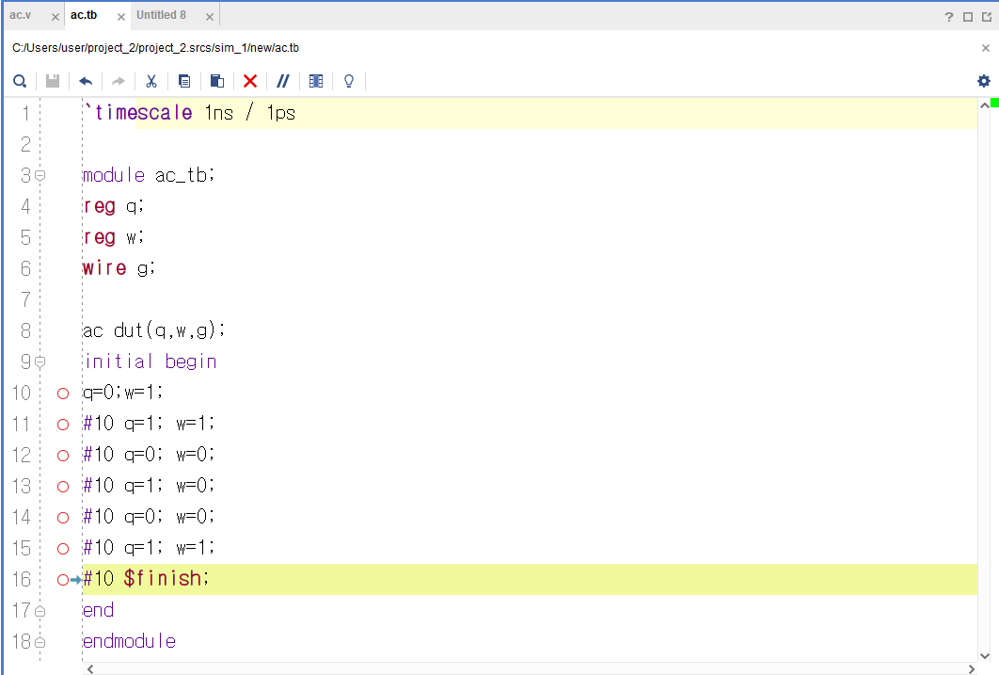 ac.v × ac.tb × Untitled 8 × ?
C:/Users/user/project_2/project_2.srcs/sim_1/new/ac.tb ×
1 `timescale 1ns / 1ps
2
3 module ac_tb;
4 reg q;
5 reg w;
6 wire g;
7
8 ac dut(q,w,g);
9 initial begin
10 q=0;w=1;
11 #10 q=1; w=1;
12 #10 q=0; w=0;
13 #10 q=1; w=0;
14 #10 q=0; w=0;
15 #10 q=1; w=1;
16 #10 $finish;
17 end
18 endmodule